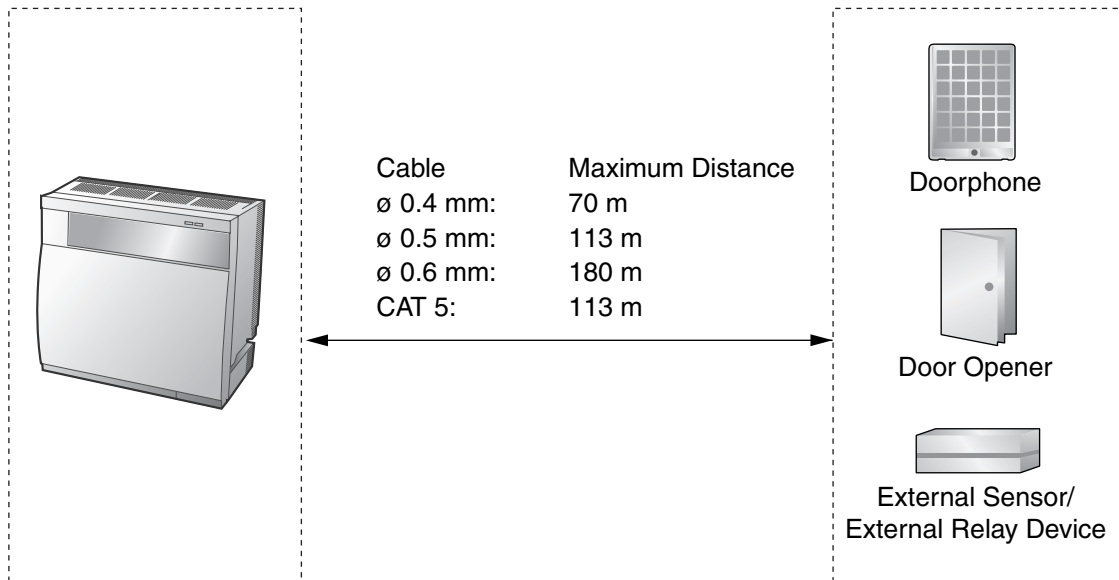 Cable Maximum Distance
ø 0.4 mm: 70 m
ø 0.5 mm: 113 m
ø 0.6 mm: 180 m
CAT 5: 113 m
Doorphone
Door Opener
External Sensor/
External Relay Device